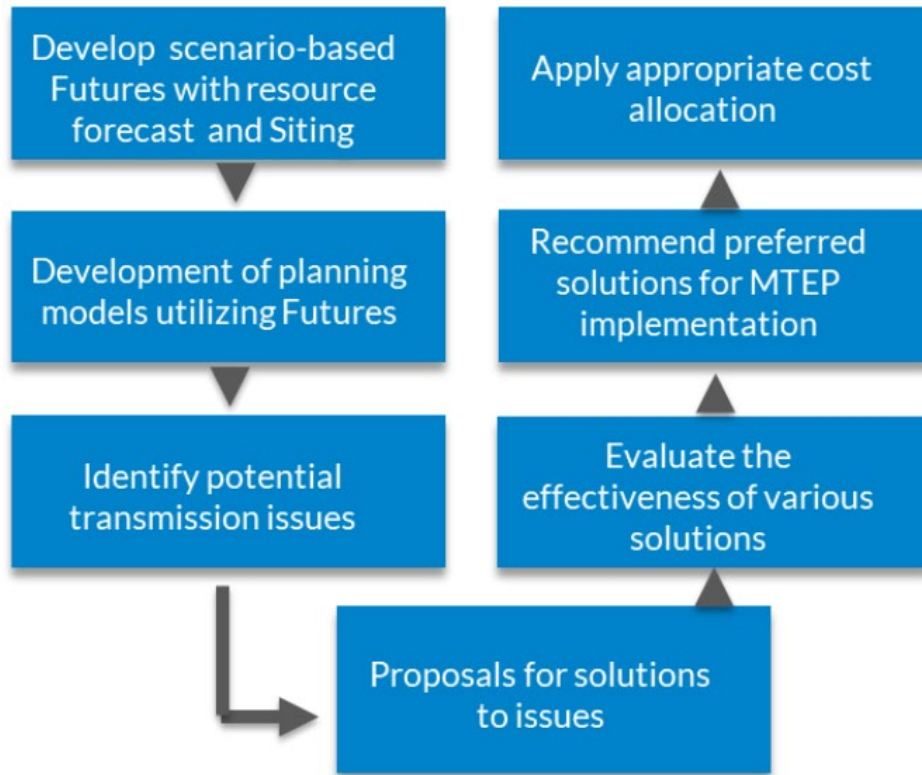 Develop scenario-based
Futures with resource
forecast and Siting
Development of planning
models utilizing Futures
Identify potential
transmission issues
Proposals for solutions
to issues
Evaluate the
effectiveness of various
solutions
Recommend preferred
solutions for MTEP
implementation
Apply appropriate cost
allocation